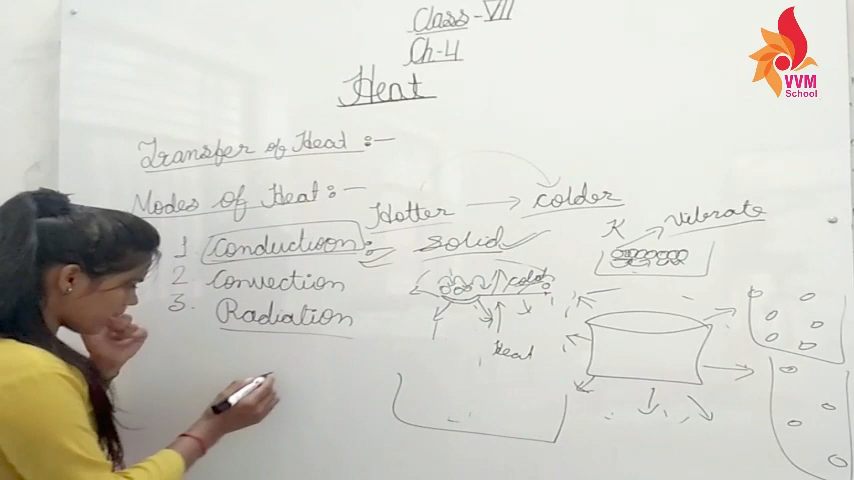 Class-VII
Ch-4
Heat
VVM
School
Transfer of Heat :-
Modes of Heat :-
Hotter → colder
1 Conduction :- solid
K Vibrate
2 Convection
cold
3. Radiation
Heat